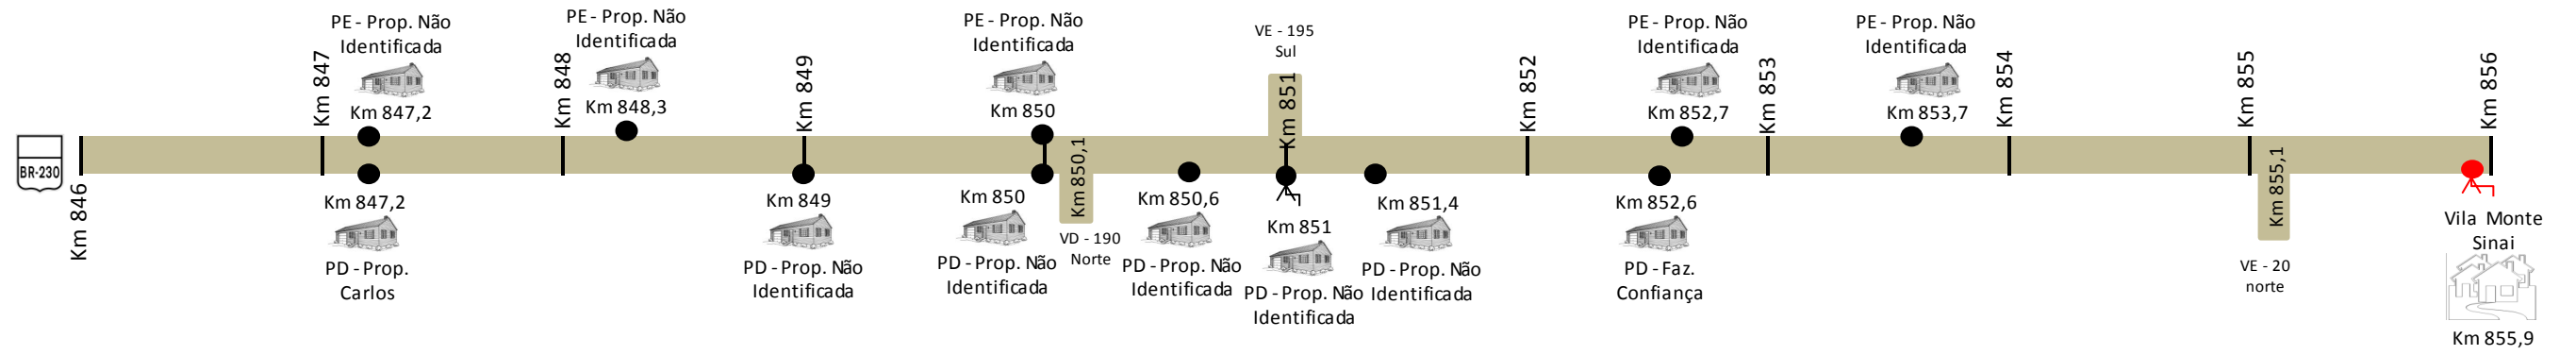 BR-230
Km 846
Km 847
PE - Prop. Não
Identificada
Km 847,2
Km 847,2
PD - Prop.
Carlos
Km 848
PE - Prop. Não
Identificada
Km 848,3
Km 849
Km 849
PD - Prop. Não
Identificada
PE - Prop. Não
Identificada
Km 850
Km 850
PD - Prop. Não
Identificada
Km 850,1
VD - 190
Norte
Km 850,6
PD - Prop. Não
Identificada
VE - 195
Sul
Km 851
Km 851
PD - Prop. Não
Identificada
Km 851,4
PD - Prop. Não
Identificada
Km 852
Km 852,6
PD - Faz.
Confiança
PE - Prop. Não
Identificada
Km 852,7
Km 853
PE - Prop. Não
Identificada
Km 853,7
Km 854
Km 855
Km 855,1
VE - 20
norte
Km 856
Vila Monte
Sinai
Km 855,9